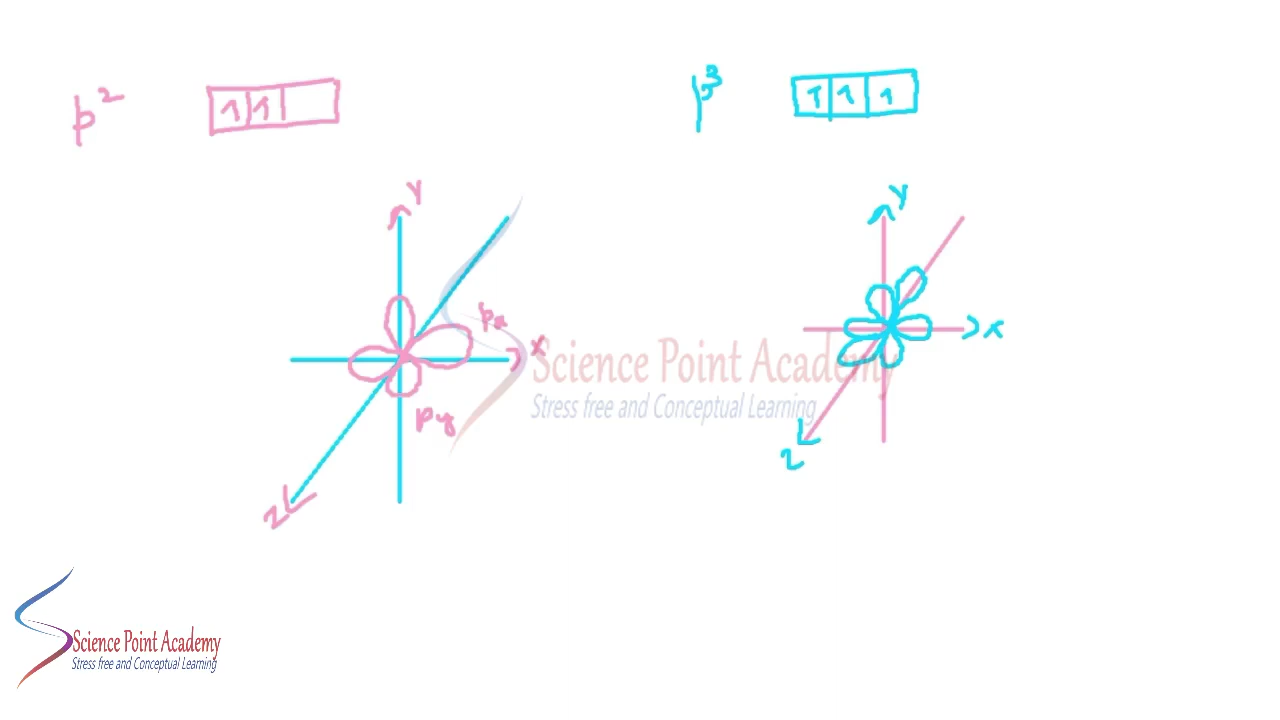 p²
↿ ↿
p³
↿ ↿ ↿
Y
pₓ
X
p_y
Z
Y
X
Z
Science Point Academy
Stress free and Conceptual Learning
Science Point Academy
Stress free and Conceptual Learning